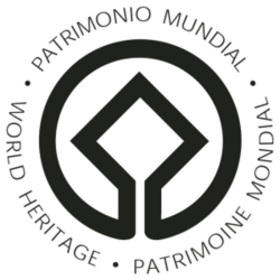 • PATRIMONIO MUNDIAL •
WORLD HERITAGE •
PATRIMOINE MONDIAL